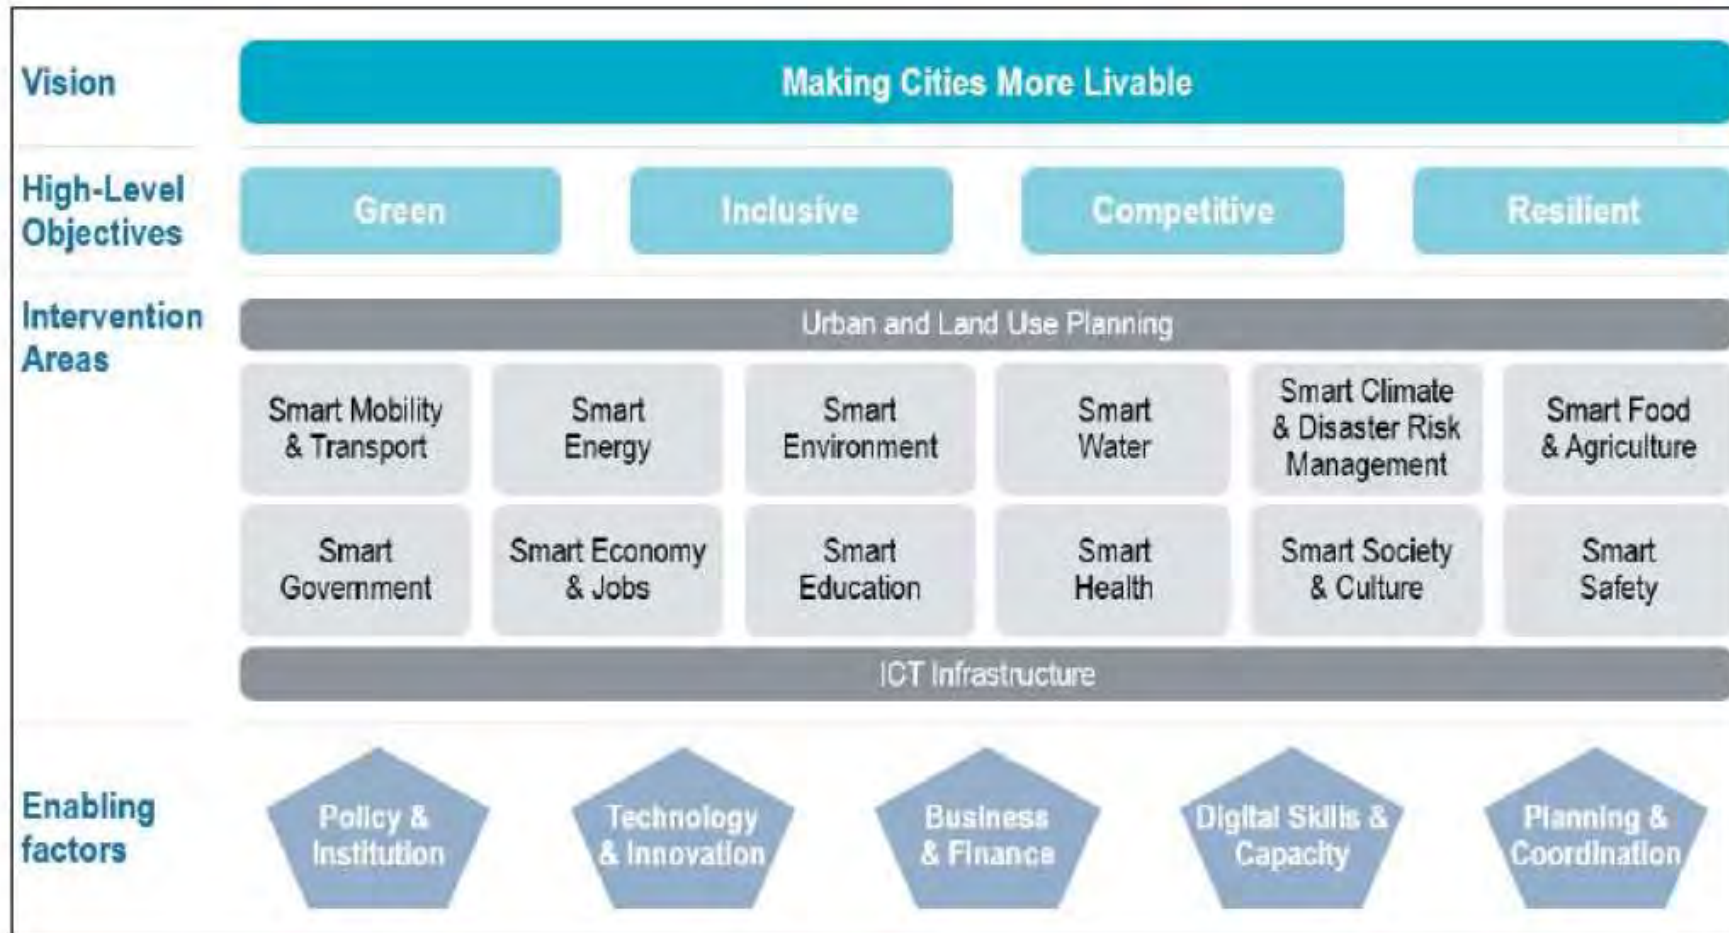 Vision
Making Cities More Livable
High-Level
Objectives
Green
Inclusive
Competitive
Resilient
Intervention
Areas
Urban and Land Use Planning
Smart Mobility
& Transport
Smart
Energy
Smart
Environment
Smart
Water
Smart Climate
& Disaster Risk
Management
Smart Food
& Agriculture
Smart
Government
Smart Economy
& Jobs
Smart
Education
Smart
Health
Smart Society
& Culture
Smart
Safety
ICT Infrastructure
Enabling
factors
Policy &
Institution
Technology
& Innovation
Business
& Finance
Digital Skills &
Capacity
Planning &
Coordination